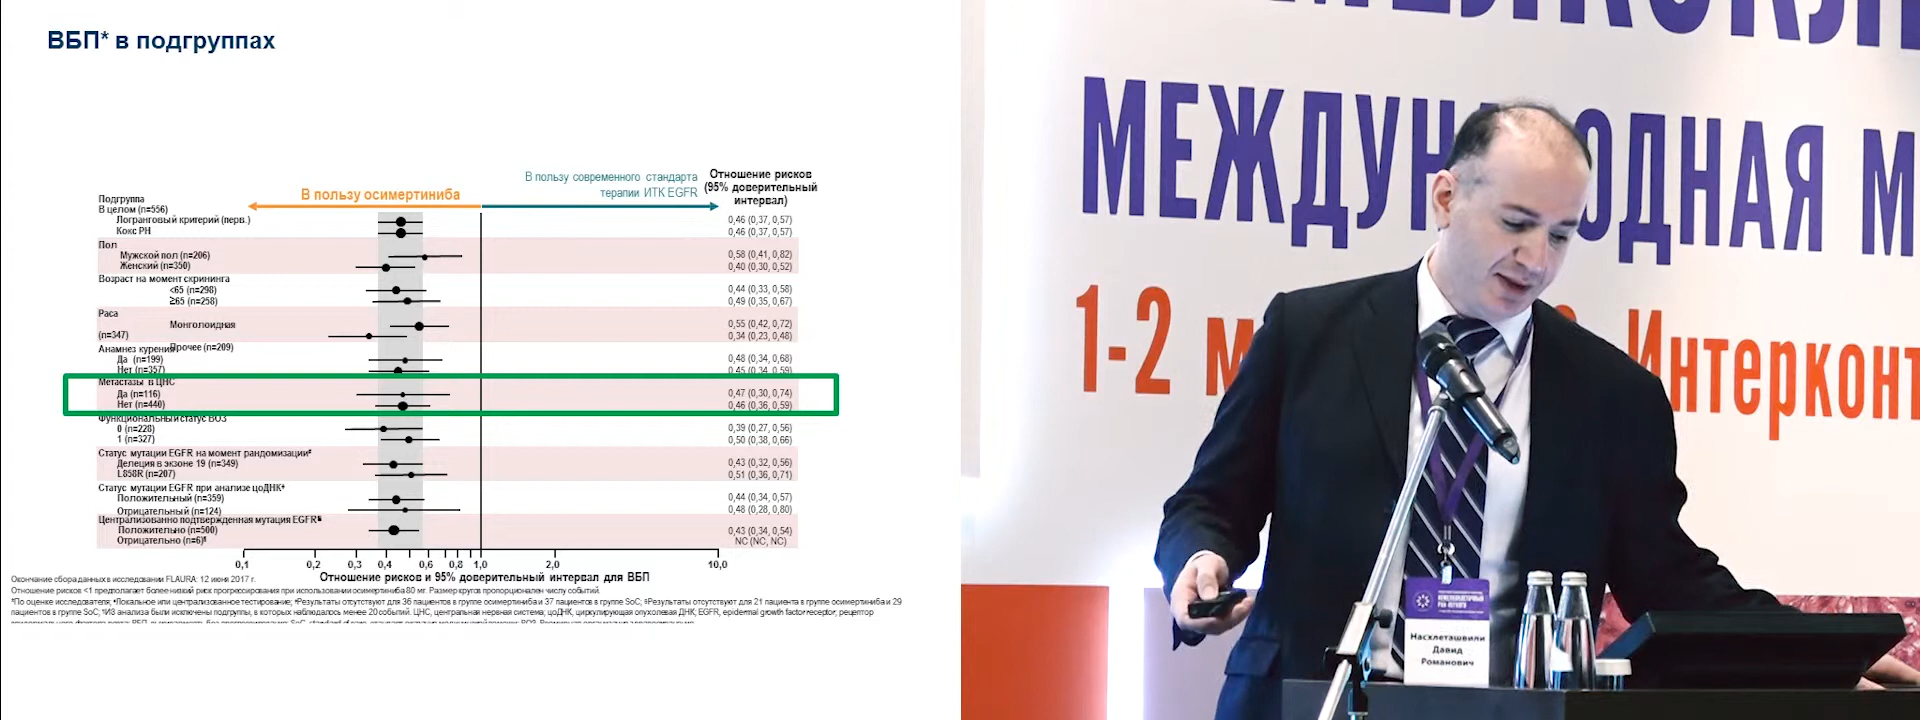 ВБП* в подгруппах
В пользу осимертиниба
В пользу современного стандарта
терапии ИТК EGFR
Отношение рисков
(95% доверительный
интервал)
Подгруппа
В целом (n=556)
Логранговый критерий (перв.) 0,46 (0,37, 0,57)
Кокс PH 0,46 (0,37, 0,57)
Пол
Мужской пол (n=206) 0,58 (0,41, 0,82)
Женский (n=350) 0,40 (0,30, 0,52)
Возраст на момент скрининга
<65 (n=298) 0,44 (0,33, 0,58)
≥65 (n=258) 0,49 (0,35, 0,67)
Раса
Монголоидная 0,55 (0,42, 0,72)
(n=347) 0,34 (0,23, 0,48)
Прочее (n=209)
Анамнез курения
Да (n=199) 0,48 (0,34, 0,68)
Нет (n=357) 0,45 (0,34, 0,59)
Метастазы в ЦНС
Да (n=116) 0,47 (0,30, 0,74)
Нет (n=440) 0,46 (0,36, 0,59)
Функциональный статус ВОЗ
0 (n=228) 0,39 (0,27, 0,56)
1 (n=327) 0,50 (0,38, 0,66)
Статус мутации EGFR на момент рандомизации
Делеция в экзоне 19 (n=349) 0,43 (0,32, 0,56)
L858R (n=207) 0,51 (0,36, 0,71)
Статус мутации EGFR при анализе цоДНК
Положительный (n=359) 0,44 (0,34, 0,57)
Отрицательный (n=124) 0,48 (0,28, 0,80)
Централизованно подтвержденная мутация EGFR
Положительно (n=500) 0,43 (0,34, 0,54)
Отрицательно (n=6) NC (NC, NC)
0,1 0,2 0,3 0,4 0,6 0,8 1,0 2,0 10,0
Отношение рисков и 95% доверительный интервал для ВБП
Окончание сбора данных в исследовании FLAURA: 12 июня 2017 г.
Отношение рисков <1 предполагает более низкий риск прогрессирования при использовании осимертиниба 80 мг. Размер кругов пропорционален числу событий.
*По оценке исследователя; Локальное или централизованное тестирование; Результаты отсутствуют для 36 пациентов в группе осимертиниба и 37 пациентов в группе SoC; Результаты отсутствуют для 21 пациента в группе осимертиниба и 29
пациентов в группе SoC; ИЗ анализа были исключены подгруппы, в которых наблюдалось менее 20 событий. ЦНС, центральная нервная система; цоДНК, циркулирующая опухолевая ДНК; EGFR, epidermal growth factor receptor; рецептор
МЕЖДУНАРОДНАЯ М
1-2 м Интерконт
НЕМЕЛКОКЛЕТОЧНЫЙ
РАК ЛЕГКОГО
Насхлеташвили
Давид
Романович